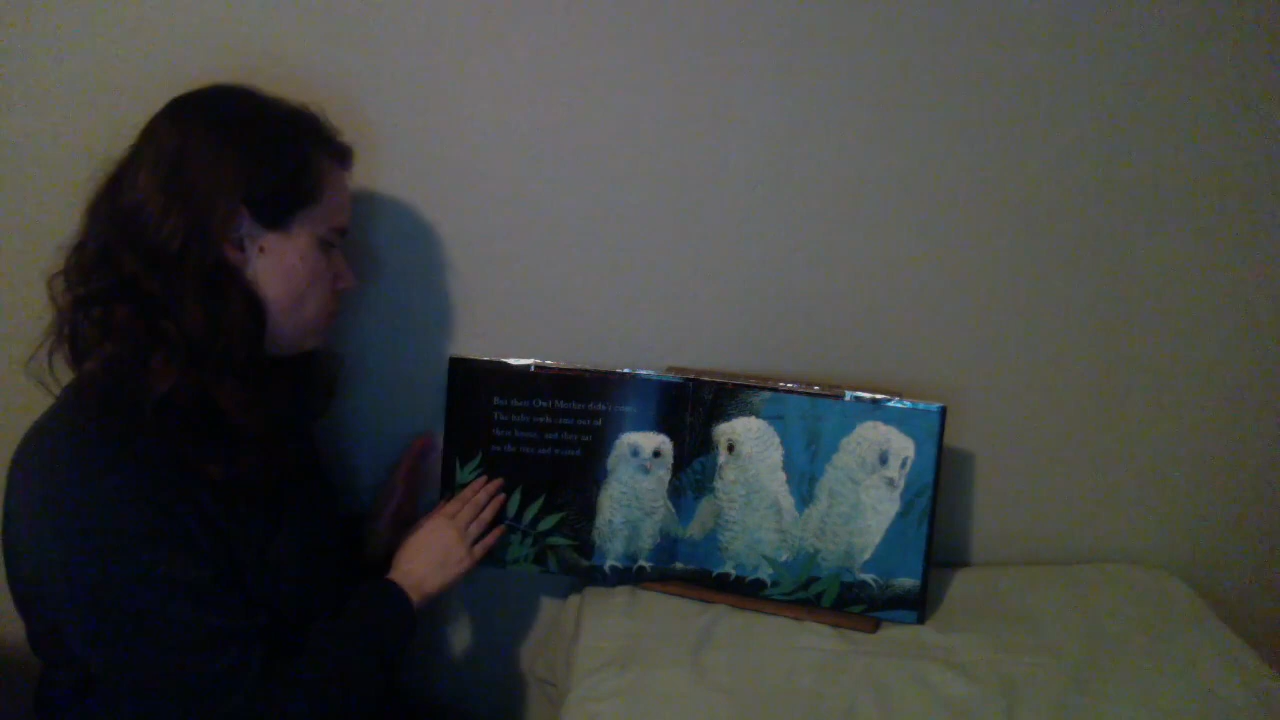 But their Owl Mother didn't come.
The baby owls came out of
their house, and they sat
on the tree and waited.